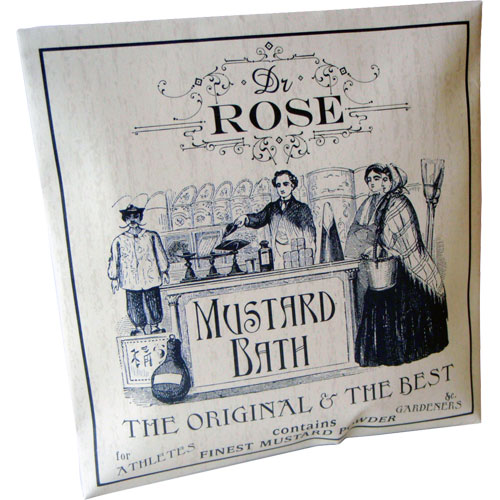 Dr
ROSE
MUSTARD
BATH
THE ORIGINAL & THE BEST
for ATHLETES
contains
FINEST MUSTARD POWDER
&c.
GARDENERS